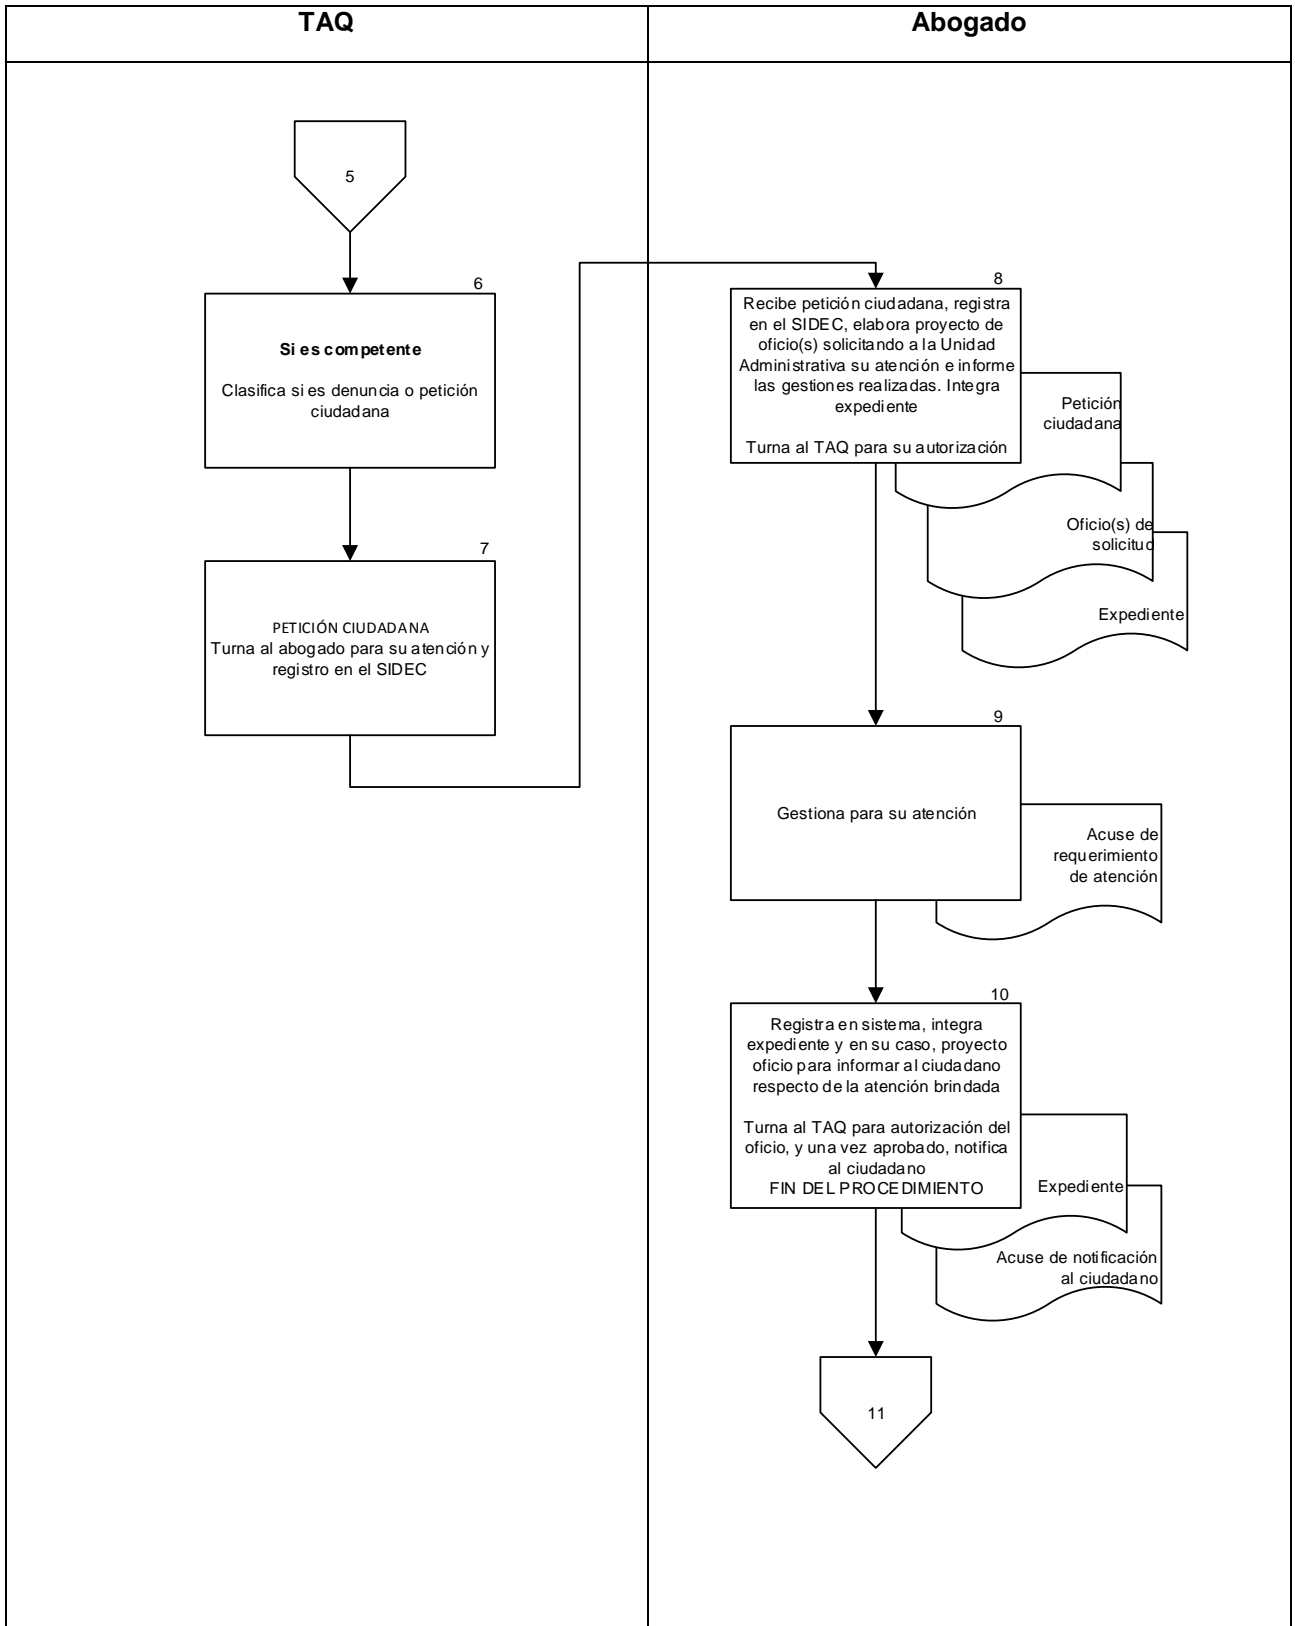 TAQ
Abogado
5
6
Si es competente
Clasifica si es denuncia o petición
ciudadana
7
PETICIÓN CIUDADANA
Turna al abogado para su atención y
registro en el SIDEC
8
Recibe petición ciudadana, registra
en el SIDEC, elabora proyecto de
oficio(s) solicitando a la Unidad
Administrativa su atención e informe
las gestiones realizadas. Integra
expediente
Turna al TAQ para su autorización
Petición
ciudadana
Oficio(s) de
solicitud
Expediente
9
Gestiona para su atención
Acuse de
requerimiento
de atención
10
Registra en sistema, integra
expediente y en su caso, proyecto
oficio para informar al ciudadano
respecto de la atención brindada
Turna al TAQ para autorización del
oficio, y una vez aprobado, notifica
al ciudadano
FIN DEL PROCEDIMIENTO
Expediente
Acuse de notificación
al ciudadano
11